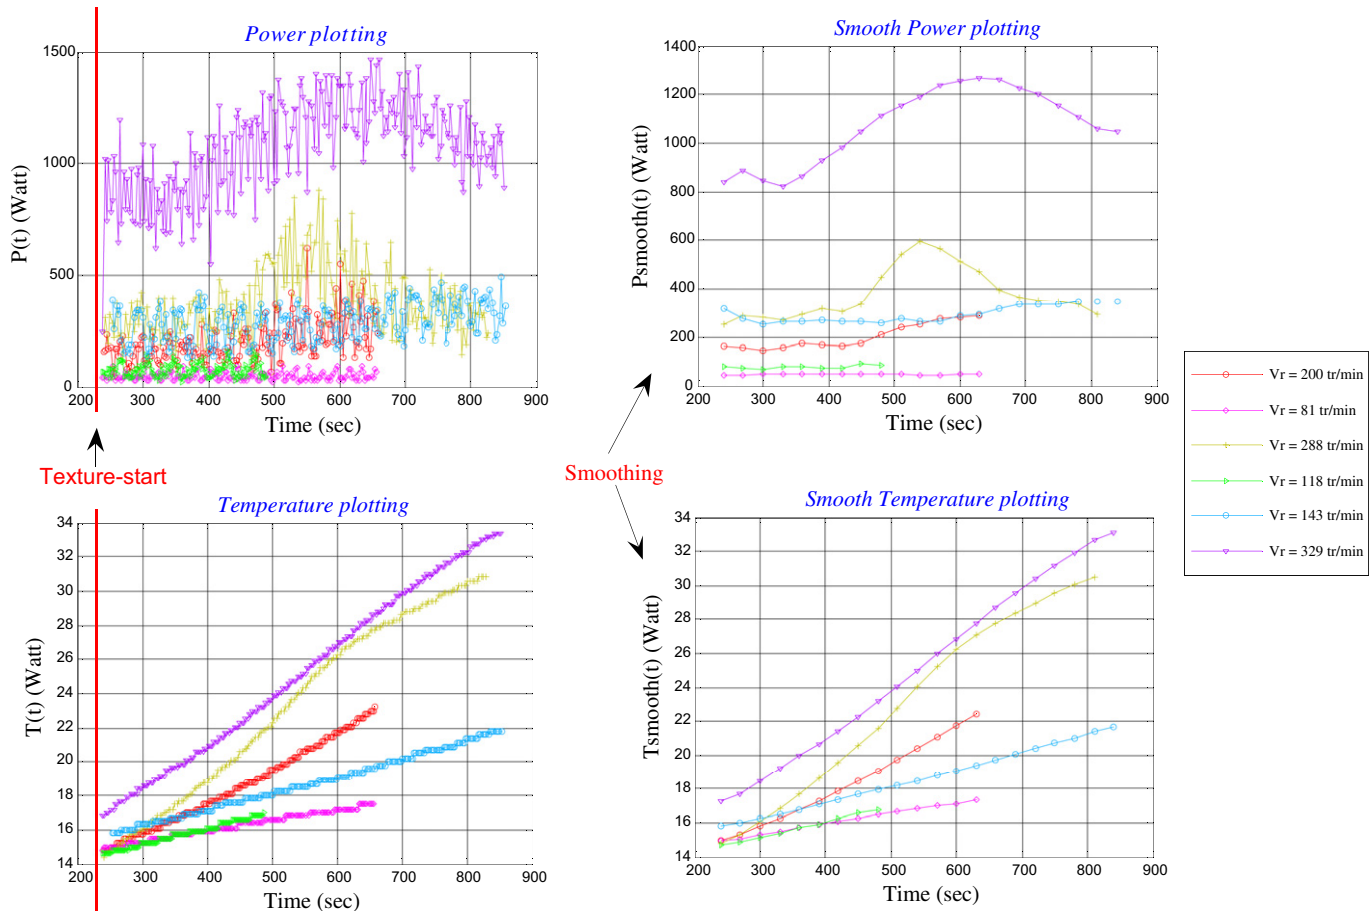 Power plotting
1500
1000
500
0
P(t) (Watt)
200 300 400 500 600 700 800 900
Time (sec)
Texture-start
Smooth Power plotting
1400
1200
1000
800
600
400
200
0
Psmooth(t) (Watt)
200 300 400 500 600 700 800 900
Time (sec)
Smoothing
Vr = 200 tr/min
Vr = 81 tr/min
Vr = 288 tr/min
Vr = 118 tr/min
Vr = 143 tr/min
Vr = 329 tr/min
Temperature plotting
34
32
30
28
26
24
22
20
18
16
14
T(t) (Watt)
200 300 400 500 600 700 800 900
Time (sec)
Smooth Temperature plotting
34
32
30
28
26
24
22
20
18
16
14
Tsmooth(t) (Watt)
200 300 400 500 600 700 800 900
Time (sec)